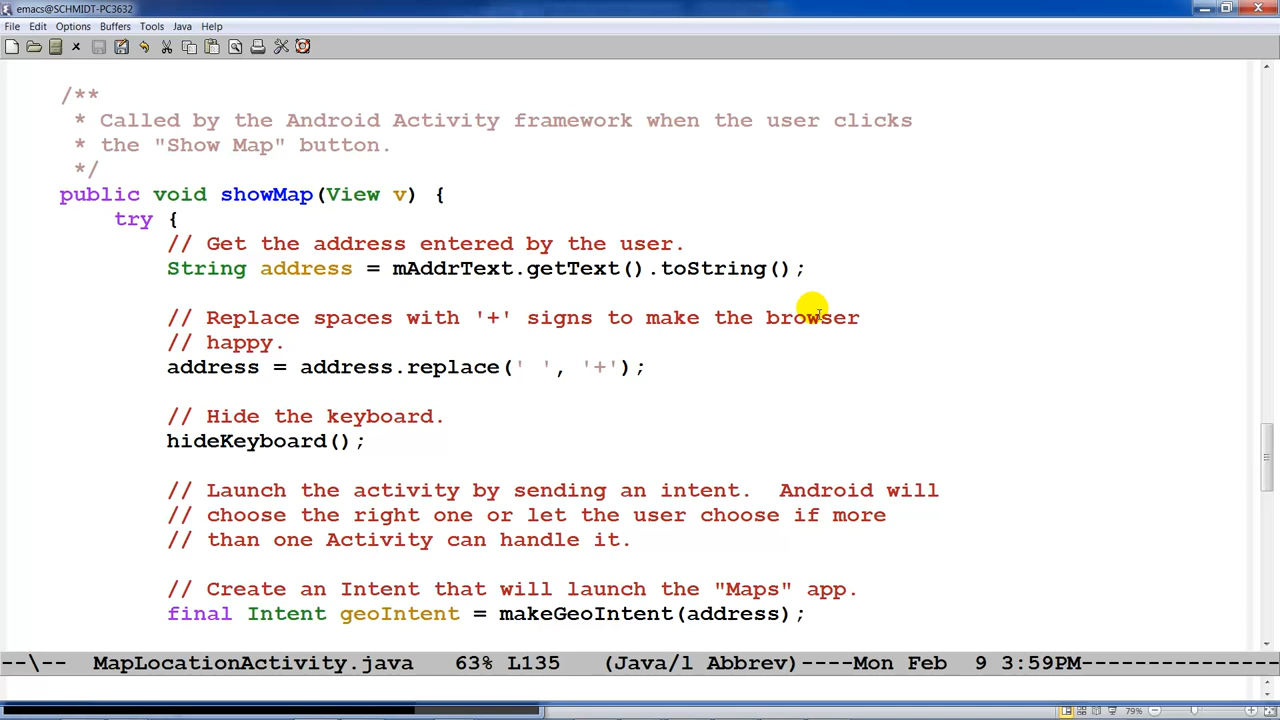 emacs@SCHMIDT-PC3632
File Edit Options Buffers Tools Java Help
/**
* Called by the Android Activity framework when the user clicks
* the "Show Map" button.
*/
public void showMap(View v) {
try {
// Get the address entered by the user.
String address = mAddrText.getText().toString();
// Replace spaces with '+' signs to make the browser
// happy.
address = address.replace(' ', '+');
// Hide the keyboard.
hideKeyboard();
// Launch the activity by sending an intent.  Android will
// choose the right one or let the user choose if more
// than one Activity can handle it.
// Create an Intent that will launch the "Maps" app.
final Intent geoIntent = makeGeoIntent(address);
--\--  MapLocationActivity.java   63% L135   (Java/l Abbrev)----Mon Feb  9 3:59PM---------------
79%